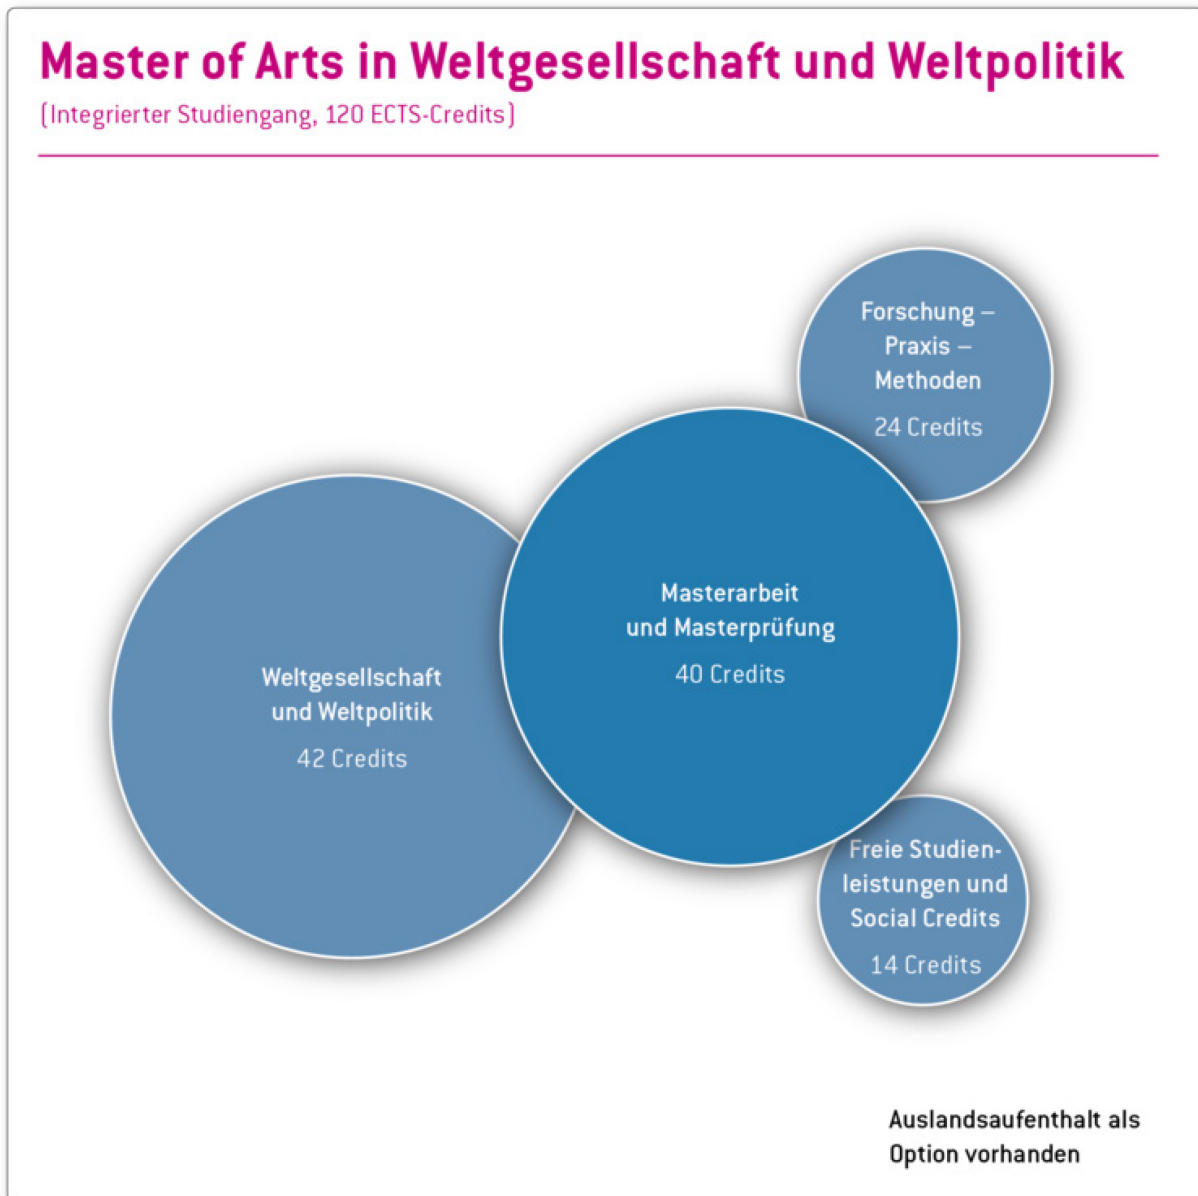 Master of Arts in Weltgesellschaft und Weltpolitik
(Integrierter Studiengang, 120 ECTS-Credits)
Forschung –
Praxis –
Methoden
24 Credits
Masterarbeit
und Masterprüfung
40 Credits
Weltgesellschaft
und Weltpolitik
42 Credits
Freie Studien-
leistungen und
Social Credits
14 Credits
Auslandsaufenthalt als
Option vorhanden